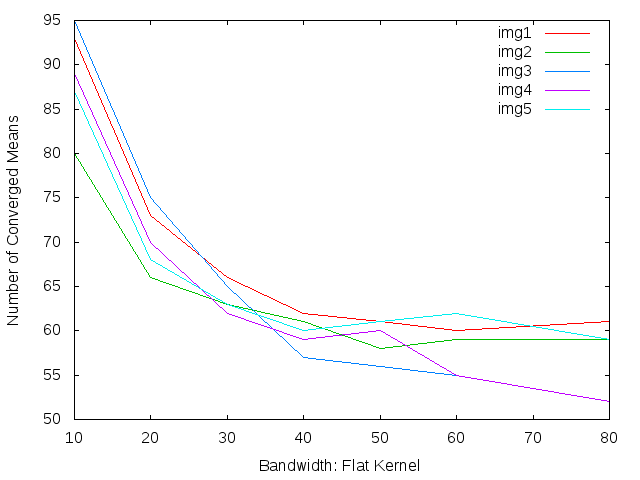 95
90
85
80
75
70
65
60
55
50
10 20 30 40 50 60 70 80
Number of Converged Means
Bandwidth: Flat Kernel
img1
img2
img3
img4
img5